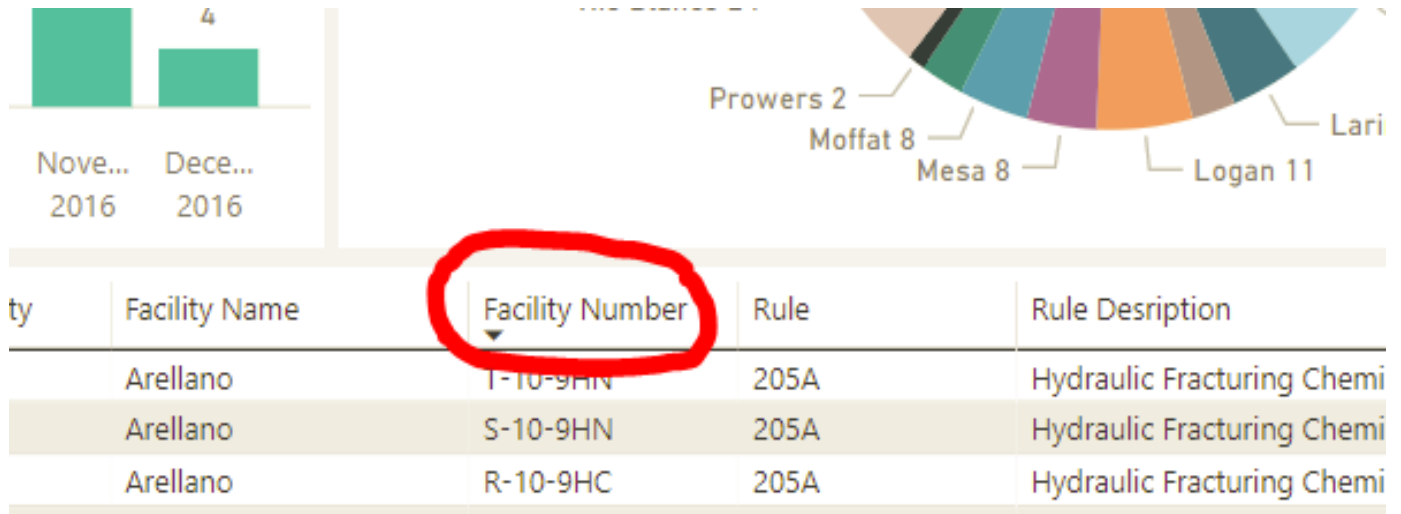 4
Prowers 2
Moffat 8
Mesa 8
Logan 11
Lari
Nove... Dece...
2016 2016
ty Facility Name Facility Number Rule Rule Desription
Arellano T-10-9HN 205A Hydraulic Fracturing Chemi
Arellano S-10-9HN 205A Hydraulic Fracturing Chemi
Arellano R-10-9HC 205A Hydraulic Fracturing Chemi